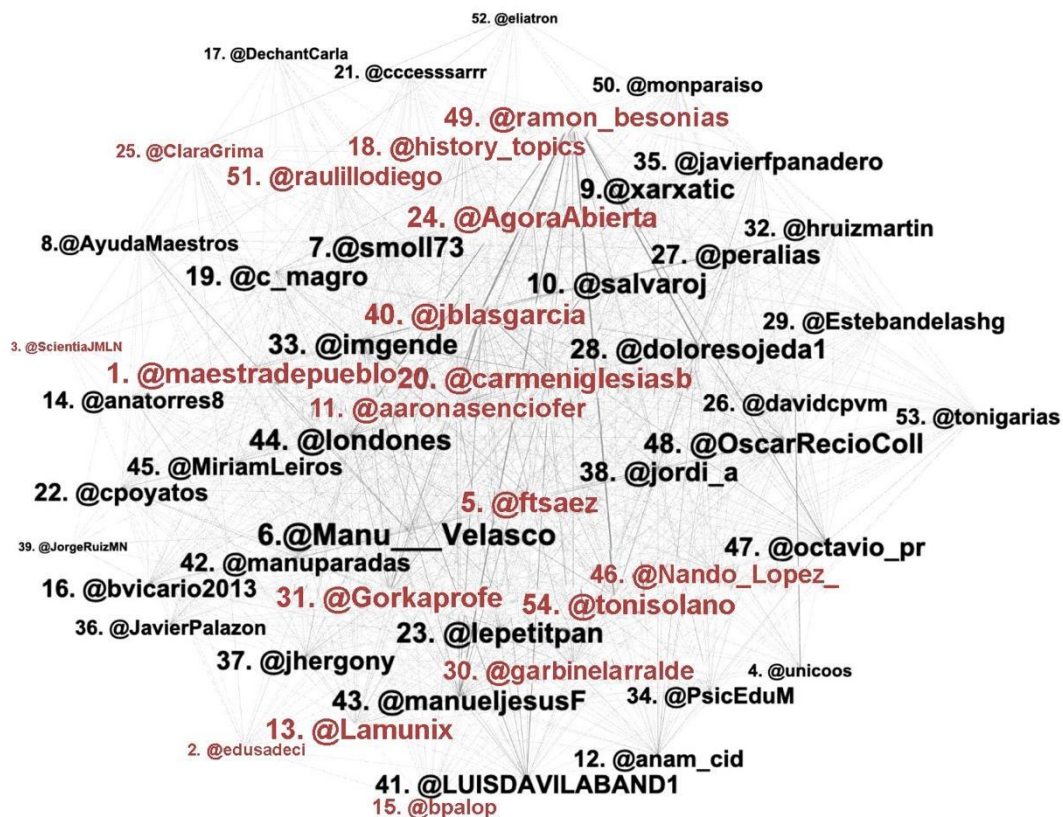 52. @eliatron
17. @DechantCarla
21. @cccesssarrr
50. @monparaiso
49. @ramon_besonias
25. @ClaraGrima
18. @history_topics
35. @javierfpanadero
51. @raulillodiego
9. @xarxatic
24. @AgoraAbierta
32. @hruizmartin
8.@AyudaMaestros
7.@smoll73
27. @peralias
19. @c_magro
10. @salvaroj
40. @jblasgarcia
29. @Estebandelashg
3. @ScientiaJMLN
33. @imgende
28. @doloresojeda1
1. @maestradepueblo
20. @carmeniglesiasb
14. @anatorres8
11. @aaronasenciofer
26. @davidcpvm
53. @tonigarias
44. @londones
48. @OscarRecioColl
45. @MiriamLeiros
38. @jordi_a
22. @cpoyatos
5. @ftsaez
6.@Manu___Velasco
39. @JorgeRuizMN
47. @octavio_pr
42. @manuparadas
46. @Nando_Lopez_
16. @bvicario2013
31. @Gorkaprofe
54. @tonisolano
36. @JavierPalazon
23. @lepetitpan
37. @jhergony
30. @garbinelarralde
4. @unicoos
43. @manueljesusF
34. @PsicEduM
13. @Lamunix
2. @edusadeci
12. @anam_cid
41. @LUISDAVILABAND1
15. @bpalop